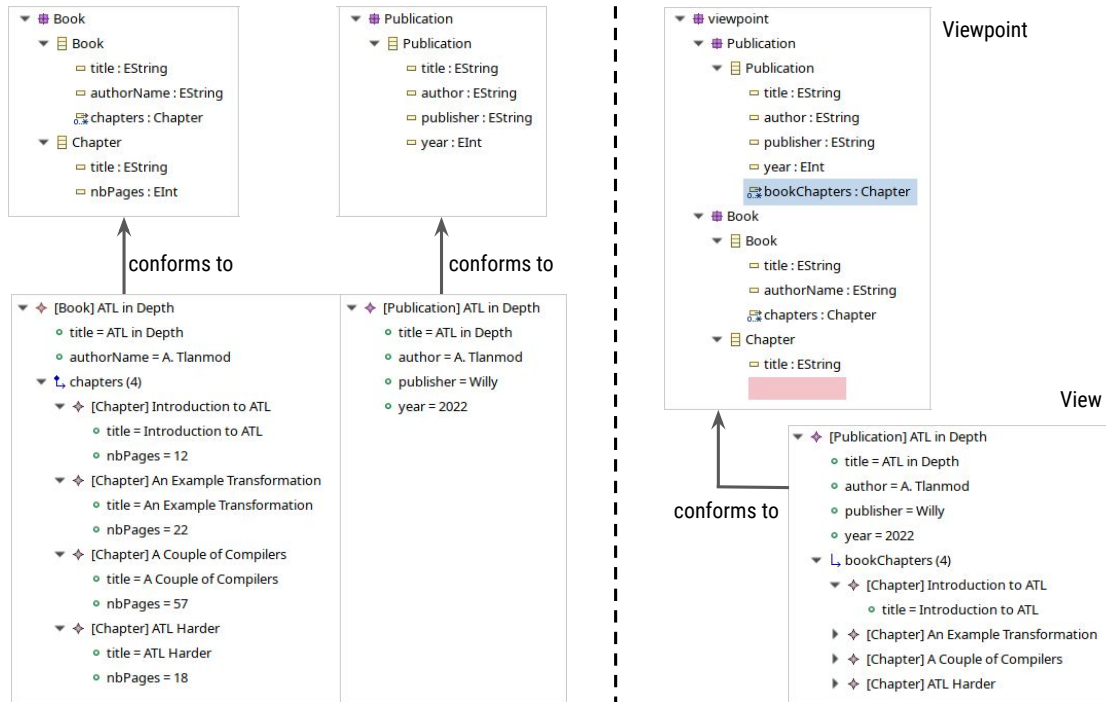 Book
Book
title : EString
authorName : EString
chapters : Chapter
Chapter
title : EString
nbPages : EInt
Publication
Publication
title : EString
author : EString
publisher : EString
year : EInt
conforms to
conforms to
[Book] ATL in Depth
title = ATL in Depth
authorName = A. Tlanmod
chapters (4)
[Chapter] Introduction to ATL
title = Introduction to ATL
nbPages = 12
[Chapter] An Example Transformation
title = An Example Transformation
nbPages = 22
[Chapter] A Couple of Compilers
title = A Couple of Compilers
nbPages = 57
[Chapter] ATL Harder
title = ATL Harder
nbPages = 18
[Publication] ATL in Depth
title = ATL in Depth
author = A. Tlanmod
publisher = Willy
year = 2022
Viewpoint
viewpoint
Publication
Publication
title : EString
author : EString
publisher : EString
year : EInt
bookChapters : Chapter
Book
Book
title : EString
authorName : EString
chapters : Chapter
Chapter
title : EString
View
conforms to
[Publication] ATL in Depth
title = ATL in Depth
author = A. Tlanmod
publisher = Willy
year = 2022
bookChapters (4)
[Chapter] Introduction to ATL
title = Introduction to ATL
[Chapter] An Example Transformation
[Chapter] A Couple of Compilers
[Chapter] ATL Harder